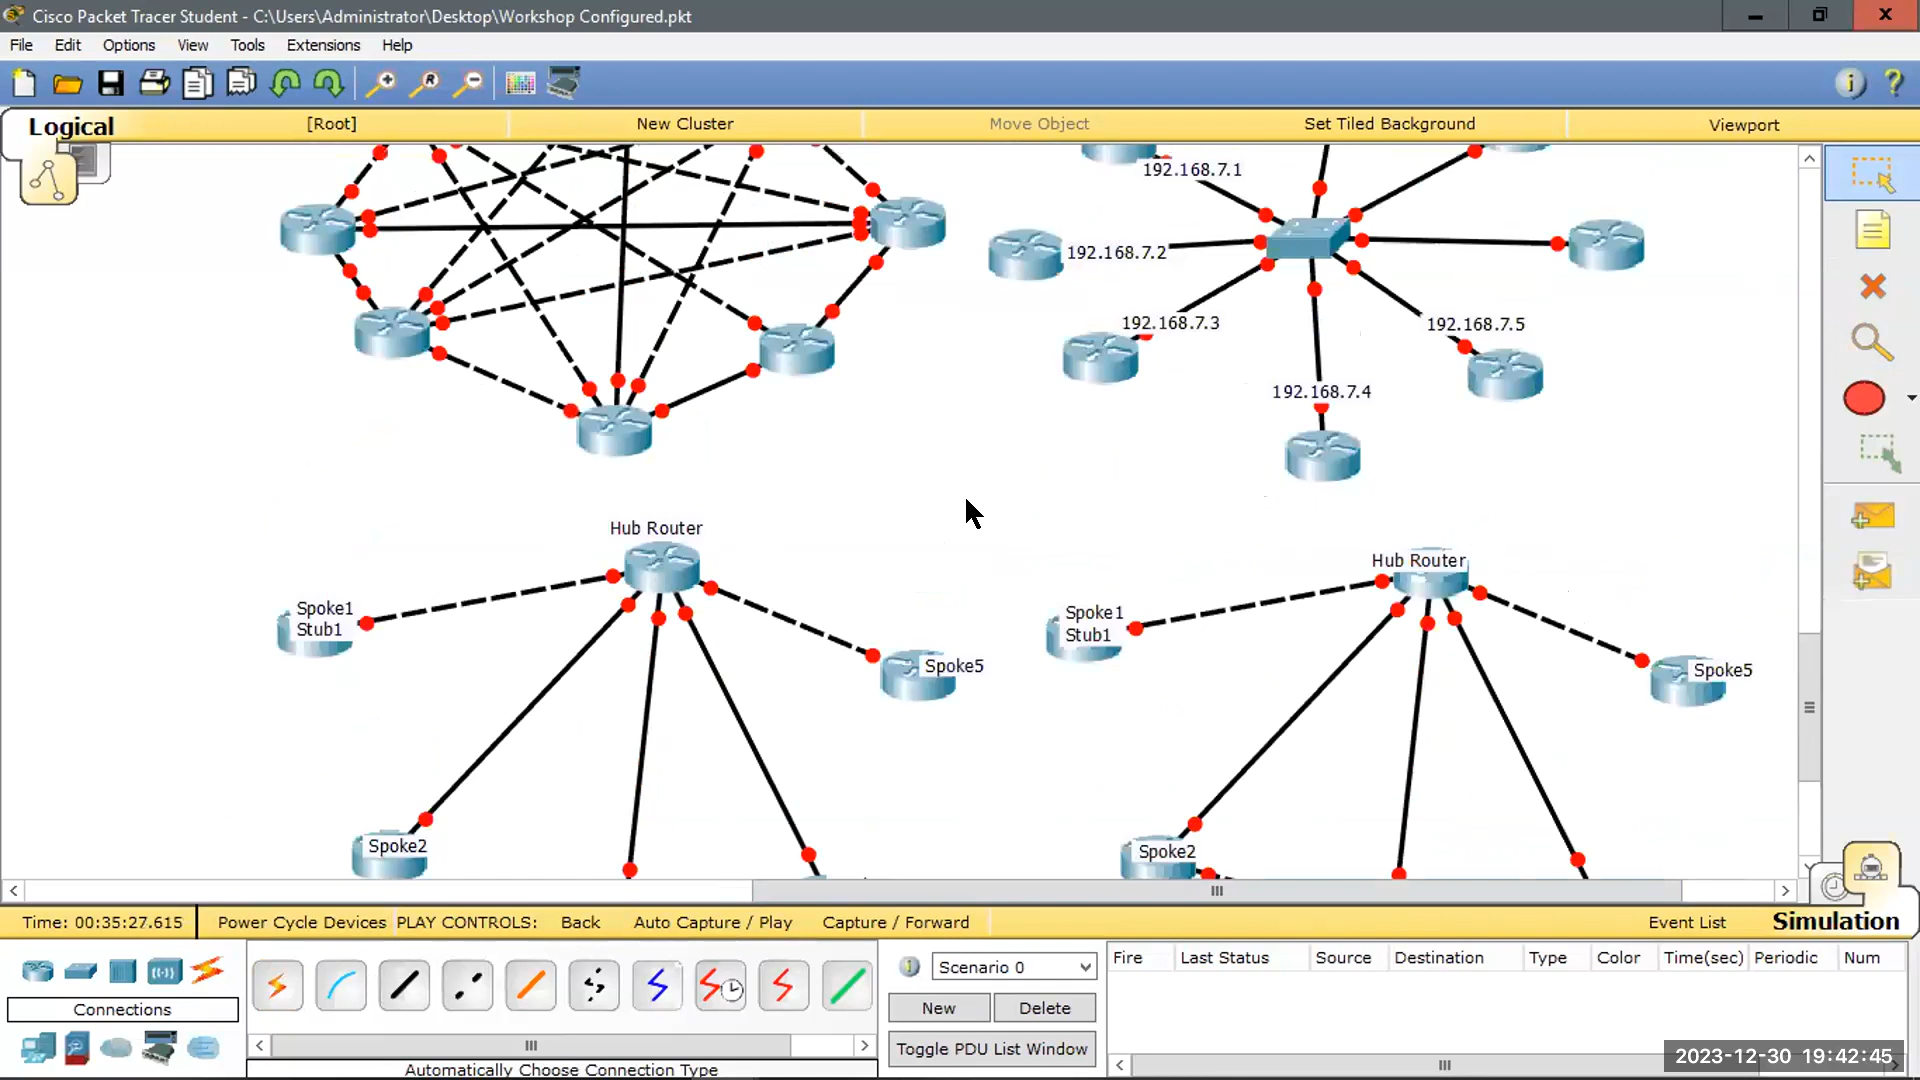 Cisco Packet Tracer Student - C:\Users\Administrator\Desktop\Workshop Configured.pkt
File Edit Options View Tools Extensions Help
Logical [Root] New Cluster Move Object Set Tiled Background Viewport
192.168.7.1
192.168.7.2
192.168.7.3
192.168.7.5
192.168.7.4
Hub Router
Spoke1
Stub1
Spoke5
Spoke2
Hub Router
Spoke1
Stub1
Spoke5
Spoke2
Time: 00:35:27.615 Power Cycle Devices PLAY CONTROLS: Back Auto Capture / Play Capture / Forward Event List Simulation
Connections
Automatically Choose Connection Type
Scenario 0
New Delete
Toggle PDU List Window
Fire Last Status Source Destination Type Color Time(sec) Periodic Num
2023-12-30 19:42:45